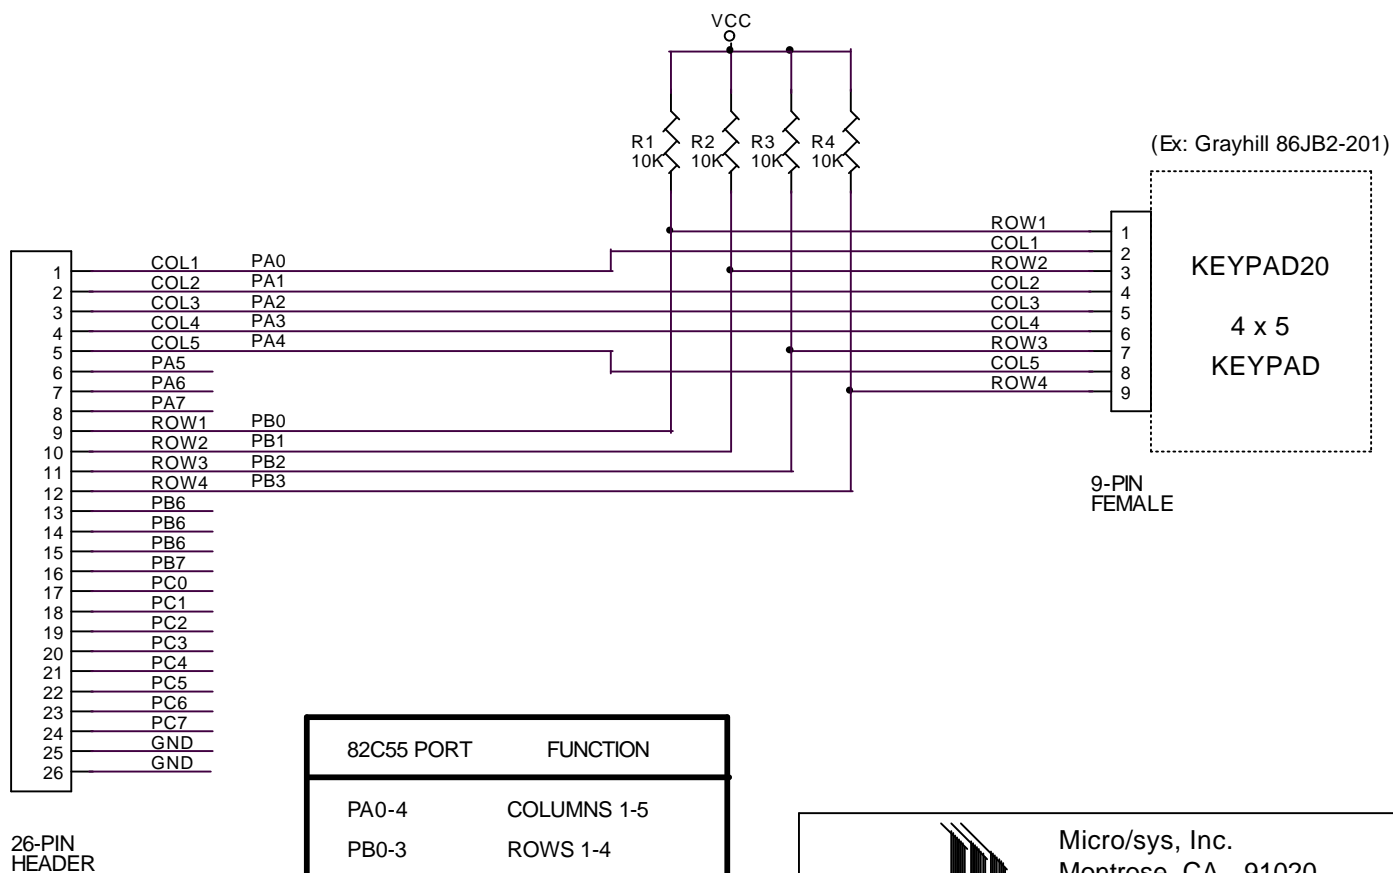 VCC
R1 R2 R3 R4
10K 10K 10K 10K
(Ex: Grayhill 86JB2-201)
ROW1 1
COL1 2
ROW2 3
COL2 4
COL3 5
COL4 6
ROW3 7
COL5 8
ROW4 9
KEYPAD20
4 x 5
KEYPAD
9-PIN
FEMALE
1 COL1 PA0
2 COL2 PA1
3 COL3 PA2
4 COL4 PA3
5 COL5 PA4
6 PA5
7 PA6
8 PA7
9 ROW1 PB0
10 ROW2 PB1
11 ROW3 PB2
12 ROW4 PB3
13 PB6
14 PB6
15 PB6
16 PB7
17 PC0
18 PC1
19 PC2
20 PC3
21 PC4
22 PC5
23 PC6
24 PC7
25 GND
26 GND
26-PIN
HEADER
82C55 PORT FUNCTION
PA0-4 COLUMNS 1-5
PB0-3 ROWS 1-4
Micro/sys, Inc.
Montrose, CA 91020